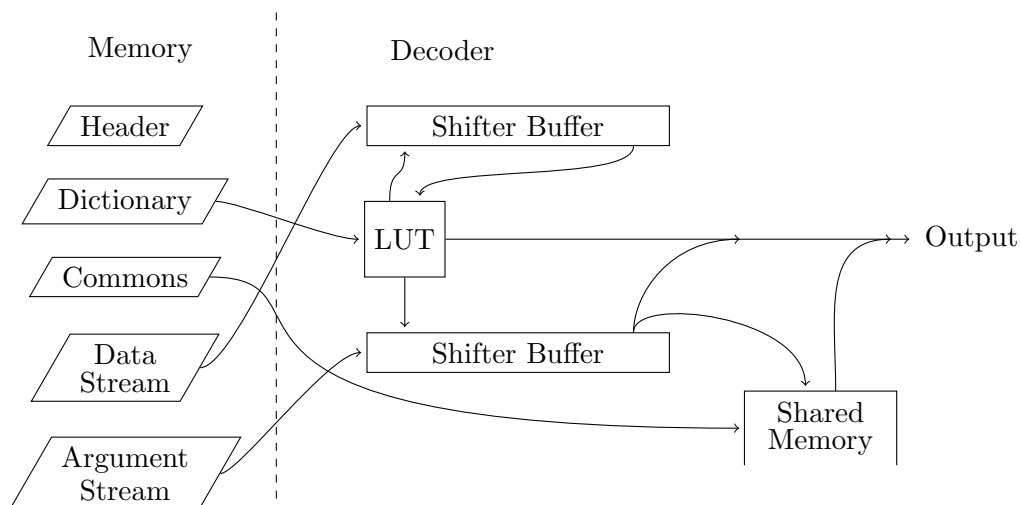 Memory
Decoder
Header
Shifter Buffer
Dictionary
LUT
Output
Commons
Data
Stream
Shifter Buffer
Shared
Memory
Argument
Stream